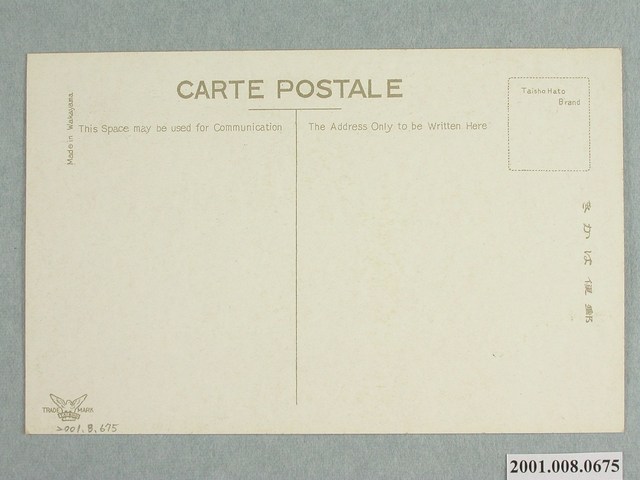 CARTE POSTALE
Made in Wakayama
This Space may be used for Communication
The Address Only to be Written Here
Taisho Hato
Brand
きかは便郵
TRADE MARK
2001.8.675
2001.008.0675